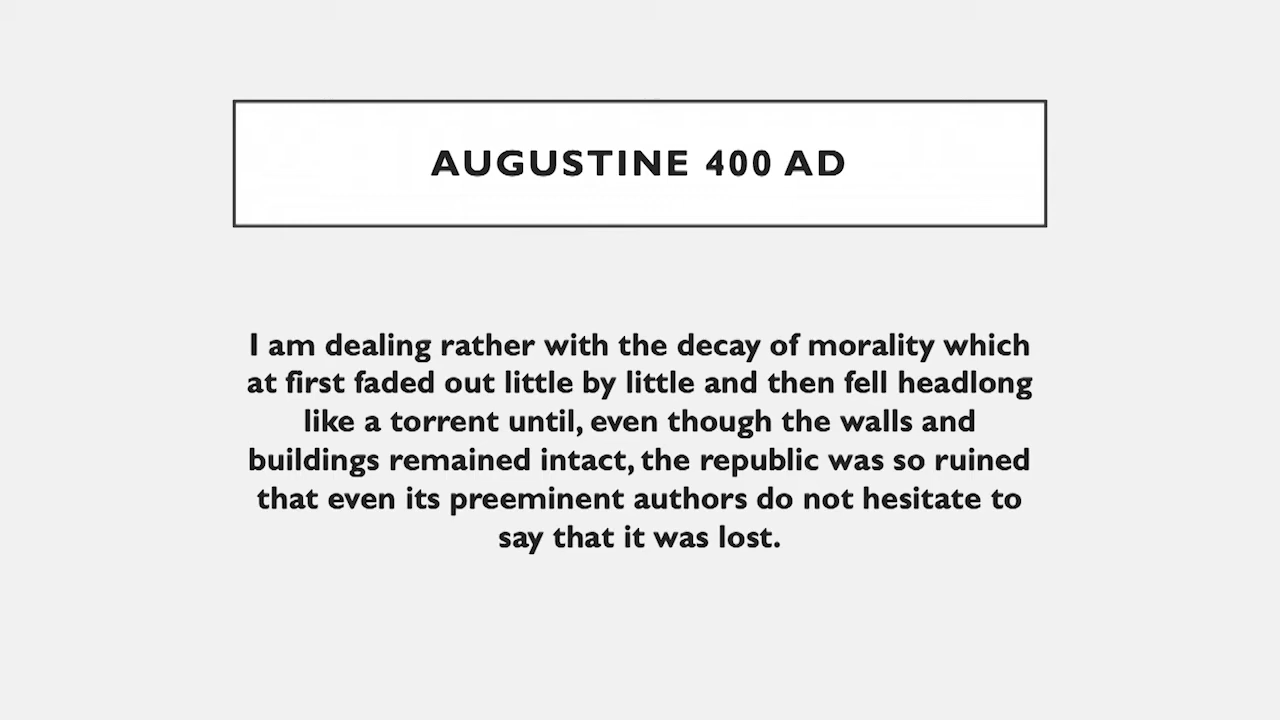 AUGUSTINE 400 AD
I am dealing rather with the decay of morality which
at first faded out little by little and then fell headlong
like a torrent until, even though the walls and
buildings remained intact, the republic was so ruined
that even its preeminent authors do not hesitate to
say that it was lost.